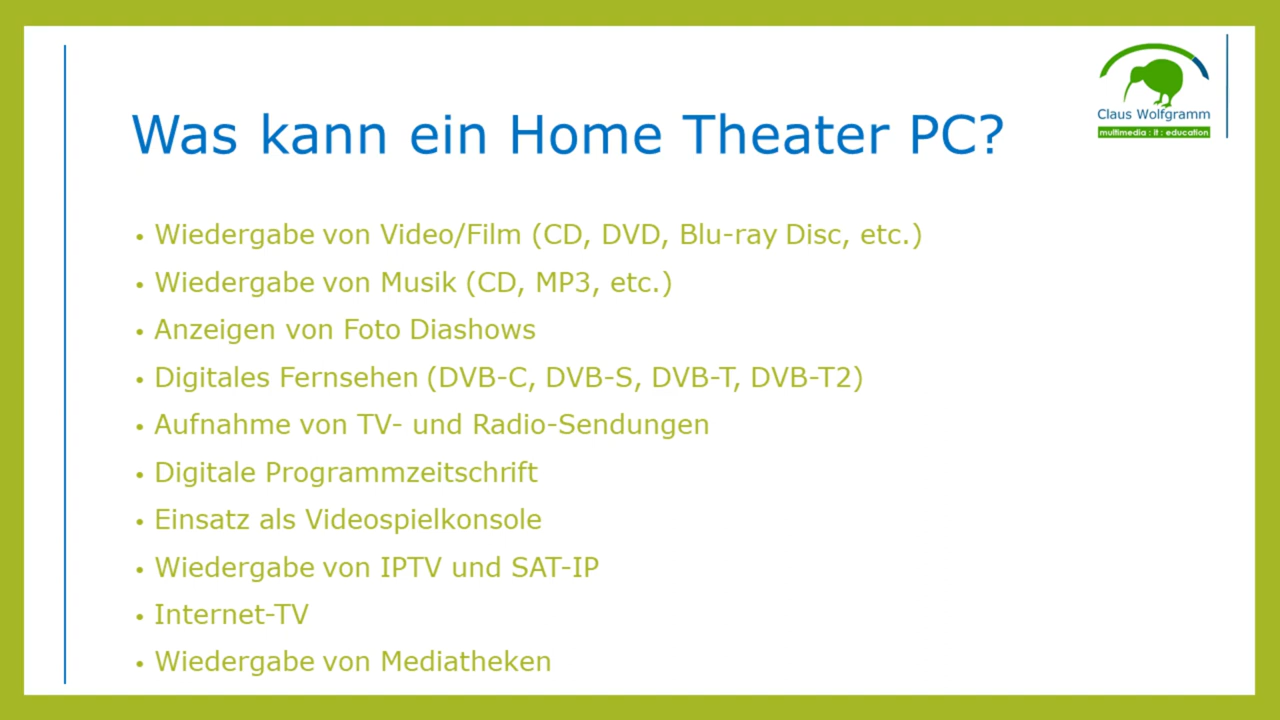 Claus Wolfgramm
multimedia : it : education
Was kann ein Home Theater PC?
• Wiedergabe von Video/Film (CD, DVD, Blu-ray Disc, etc.)
• Wiedergabe von Musik (CD, MP3, etc.)
• Anzeigen von Foto Diashows
• Digitales Fernsehen (DVB-C, DVB-S, DVB-T, DVB-T2)
• Aufnahme von TV- und Radio-Sendungen
• Digitale Programmzeitschrift
• Einsatz als Videospielkonsole
• Wiedergabe von IPTV und SAT-IP
• Internet-TV
• Wiedergabe von Mediatheken